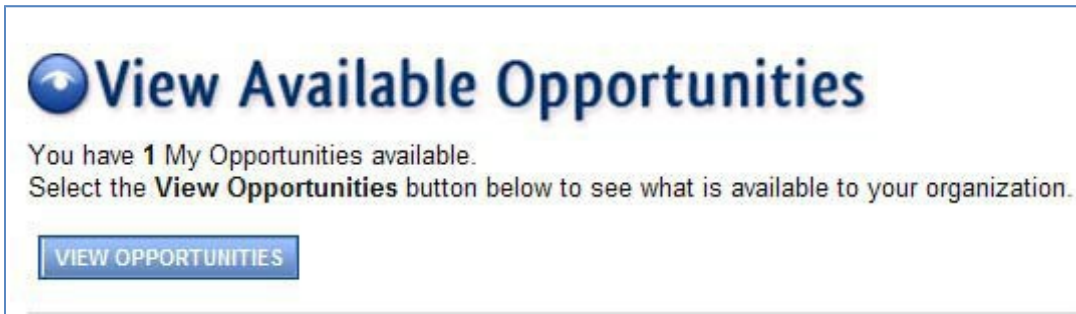 View Available Opportunities
You have 1 My Opportunities available.
Select the View Opportunities button below to see what is available to your organization.
VIEW OPPORTUNITIES